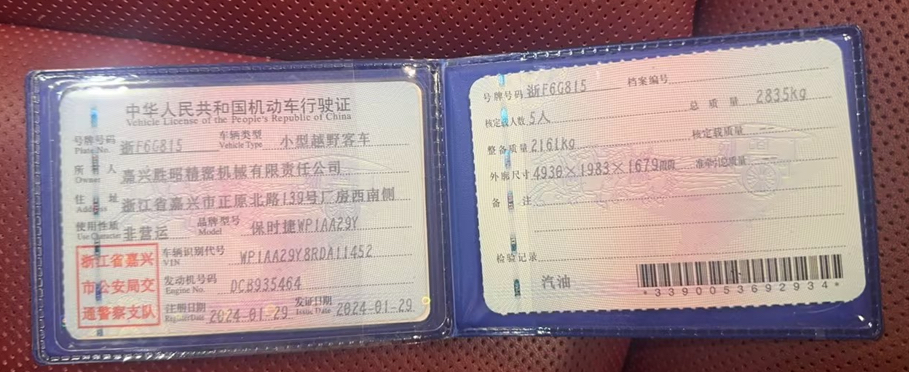 中华人民共和国机动车行驶证
Vehicle License of the People's Republic of China
号牌号码 Plate No. 浙F6G815 车辆类型 Vehicle Type 小型越野客车
所有人 Owner 嘉兴胜昭精密机械有限责任公司
住址 Address 浙江省嘉兴市正原北路139号厂房西南侧
使用性质 Use Character 非营运 品牌型号 Model 保时捷WP1AA29Y
浙江省嘉兴
市公安局交
通警察支队
车辆识别代号 VIN WP1AA29Y8RDA11452
发动机号码 Engine No. DCB935464
注册日期 Register Date 2024-01-29 发证日期 Issue Date 2024-01-29
号牌号码 浙F6G815 档案编号
核定载人数 5人 总质量 2835kg
整备质量 2161kg 核定载质量 --
外廓尺寸 4930×1983×1679mm 准牵引总质量 --
备注
检验记录
汽油
*3390053692934*